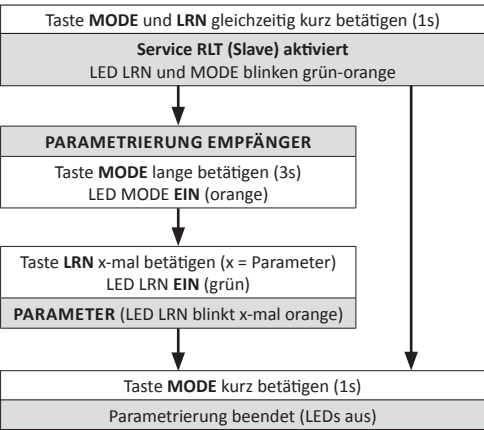 Taste MODE und LRN gleichzeitig kurz betätigen (1s)
Service RLT (Slave) aktiviert
LED LRN und MODE blinken grün-orange
PARAMETRIERUNG EMPFÄNGER
Taste MODE lange betätigen (3s)
LED MODE EIN (orange)
Taste LRN x-mal betätigen (x = Parameter)
LED LRN EIN (grün)
PARAMETER (LED LRN blinkt x-mal orange)
Taste MODE kurz betätigen (1s)
Parametrierung beendet (LEDs aus)